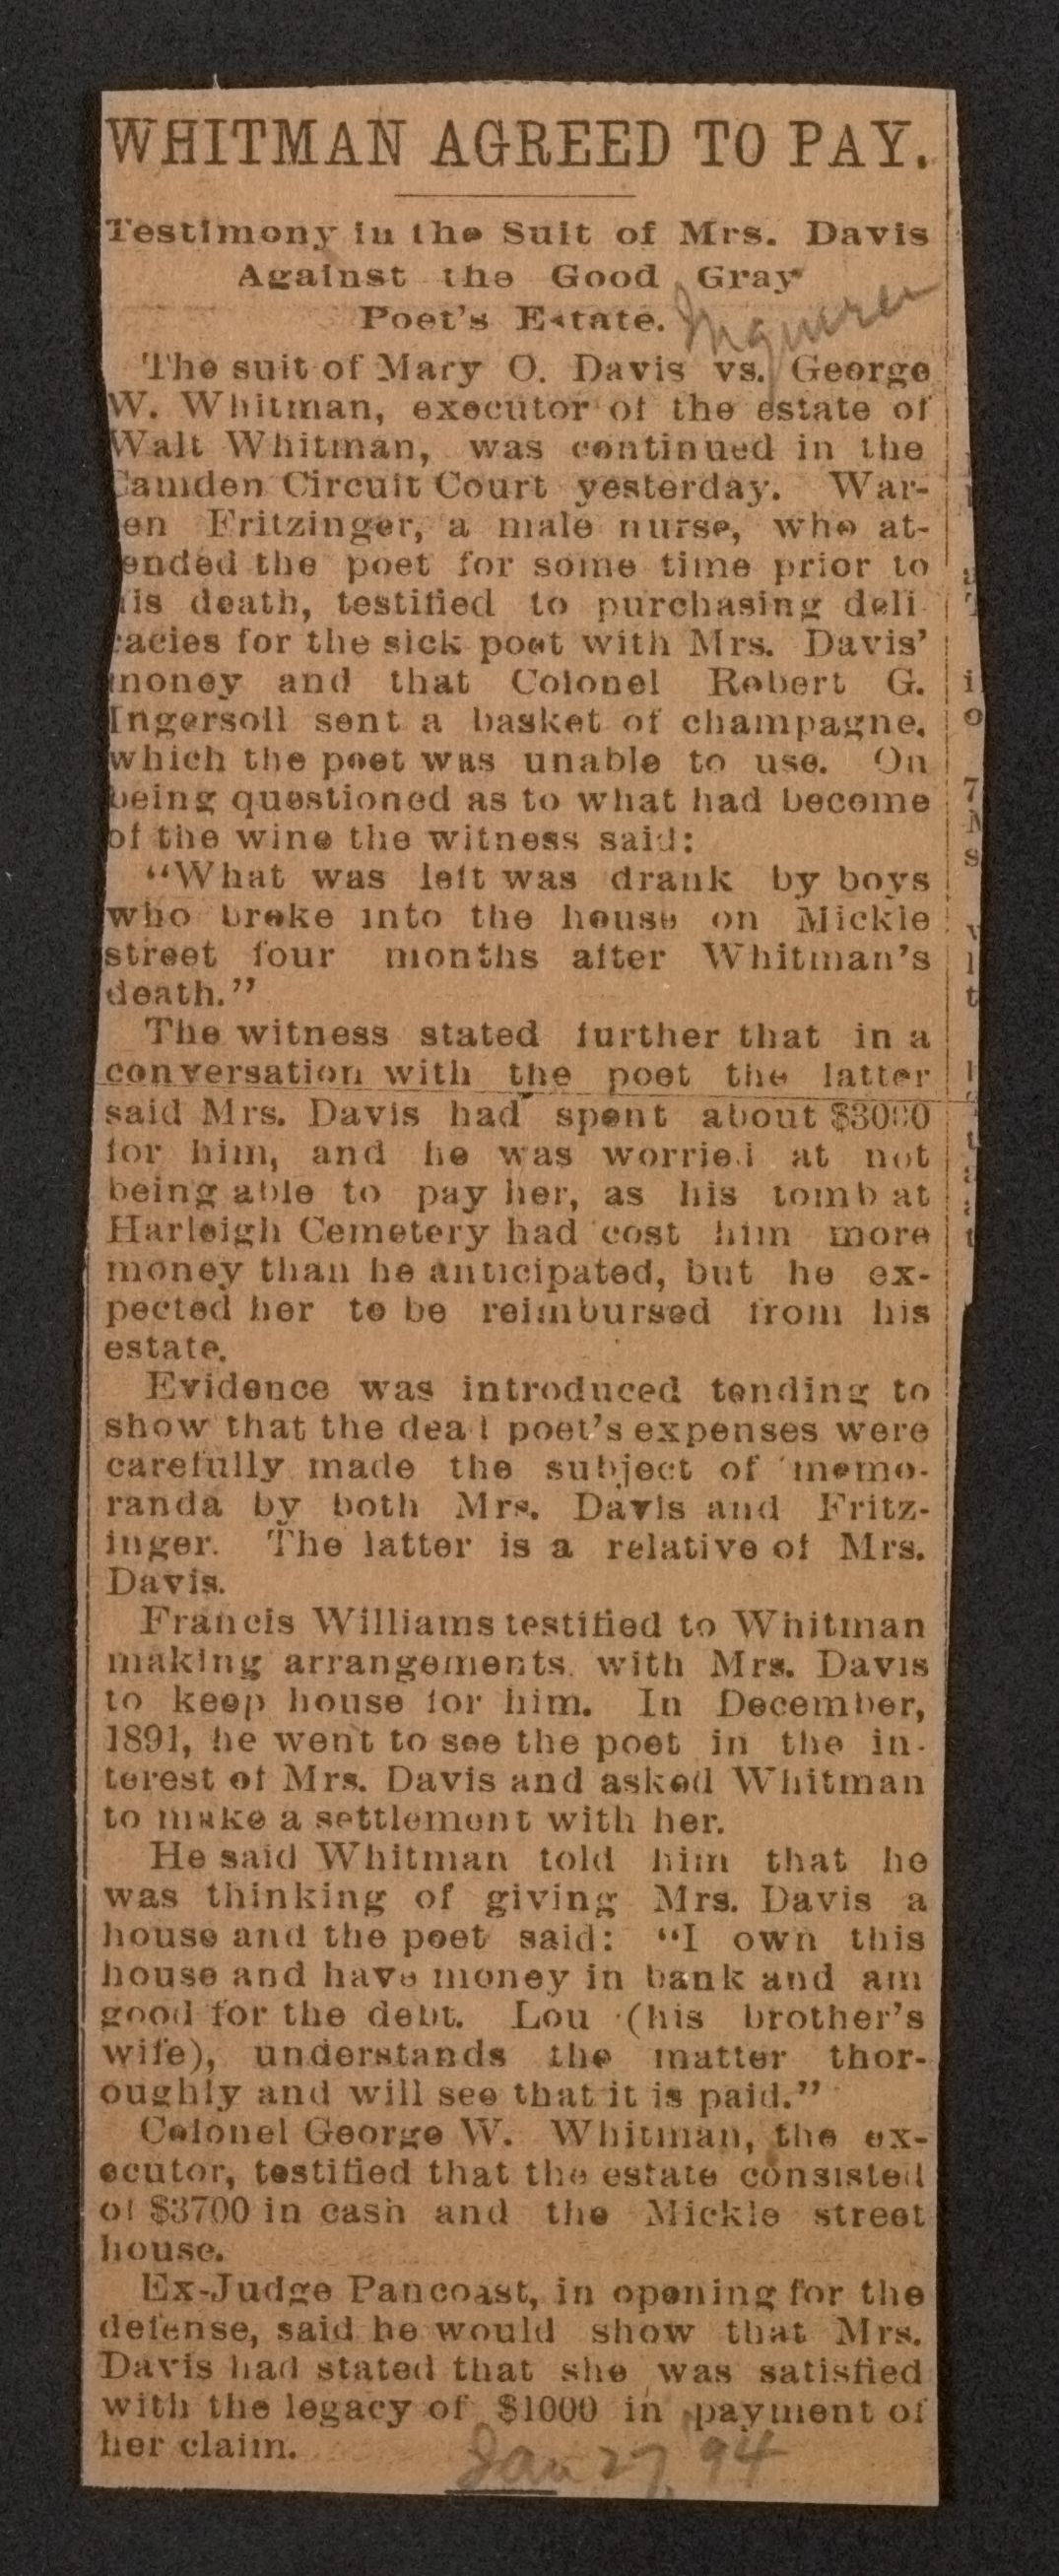 WHITMAN AGREED TO PAY.
Testimony in the Suit of Mrs. Davis
Against the Good Gray
Poet's Estate.
Inquirer
The suit of Mary O. Davis vs. George
W. Whitman, executor of the estate of
Walt Whitman, was continued in the
Camden Circuit Court yesterday. War-
en Fritzinger, a male nurse, who at-
ended the poet for some time prior to
is death, testified to purchasing deli
cacies for the sick poet with Mrs. Davis'
money and that Colonel Robert G.
Ingersoll sent a basket of champagne,
which the poet was unable to use. On
being questioned as to what had become
of the wine the witness said:
"What was left was drank by boys
who broke into the house on Mickle
street four months after Whitman's
death."
The witness stated further that in a
conversation with the poet the latter
said Mrs. Davis had spent about $3000
for him, and he was worried at not
being able to pay her, as his tomb at
Harleigh Cemetery had cost him more
money than he anticipated, but he ex-
pected her to be reimbursed from his
estate.
Evidence was introduced tending to
show that the dead poet's expenses were
carefully made the subject of memo-
randa by both Mrs. Davis and Fritz-
inger. The latter is a relative of Mrs.
Davis.
Francis Williams testified to Whitman
making arrangements with Mrs. Davis
to keep house for him. In December,
1891, he went to see the poet in the in-
terest of Mrs. Davis and asked Whitman
to make a settlement with her.
He said Whitman told him that he
was thinking of giving Mrs. Davis a
house and the poet said: "I own this
house and have money in bank and am
good for the debt. Lou (his brother's
wife), understands the matter thor-
oughly and will see that it is paid."
Colonel George W. Whitman, the ex-
ecutor, testified that the estate consisted
of $3700 in cash and the Mickle street
house.
Ex-Judge Pancoast, in opening for the
defense, said he would show that Mrs.
Davis had stated that she was satisfied
with the legacy of $1000 in payment of
her claim.
Jan 27, 94